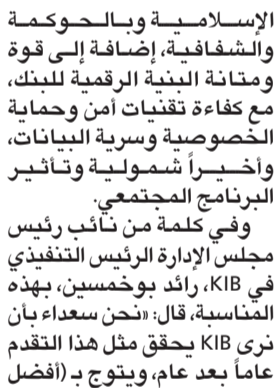 الإسلامية وبالحوكمة
والشفافية، إضافة إلى قوة
ومتانة البنية الرقمية للبنك،
مع كفاءة تقنيات أمن وحماية
الخصوصية وسرية البيانات،
وأخيراً شمولية وتأثير
البرنامج المجتمعي.
وفي كلمة من نائب رئيس
مجلس الإدارة الرئيس التنفيذي
في KIB، رائد بوخمسين، بهذه
المناسبة، قال: «نحن سعداء بأن
نرى KIB يحقق مثل هذا التقدم
عاماً بعد عام، ويتوج بـ (أفضل